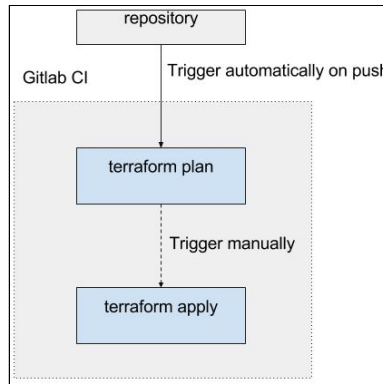 repository
Trigger automatically on push
Gitlab CI
terraform plan
Trigger manually
terraform apply